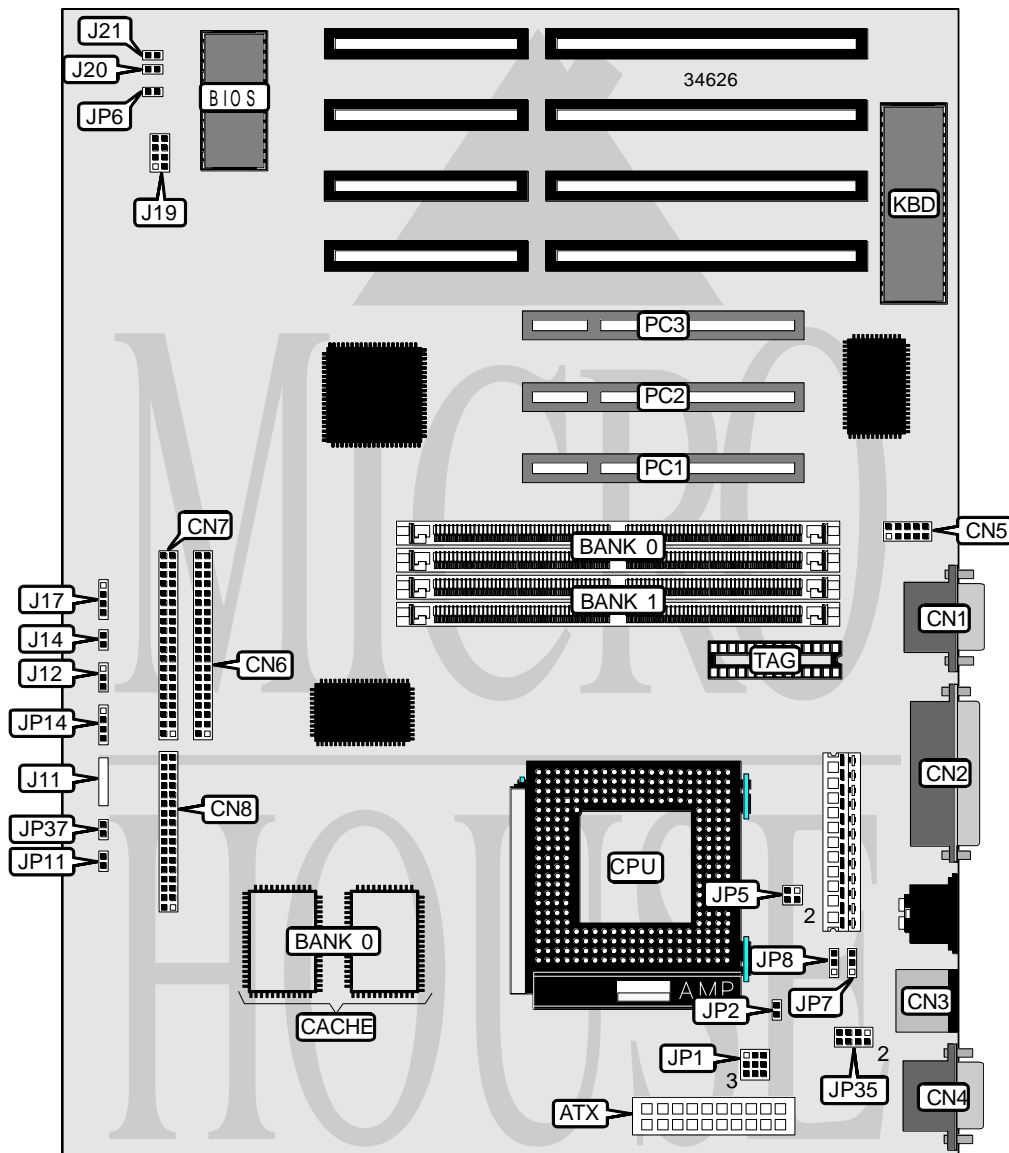 J21
J20
JP6
BIOS
34626
J19
KBD
PC3
PC2
PC1
CN7
CN5
BANK 0
BANK 1
J17
J14
J12
JP14
J11
JP37
JP11
CN6
CN1
TAG
CN8
CN2
CPU
JP5
2
BANK 0
CACHE
JP8
JP7
AMP
JP2
CN3
JP1
3
JP35
2
ATX
CN4
MICRO
HOUSE